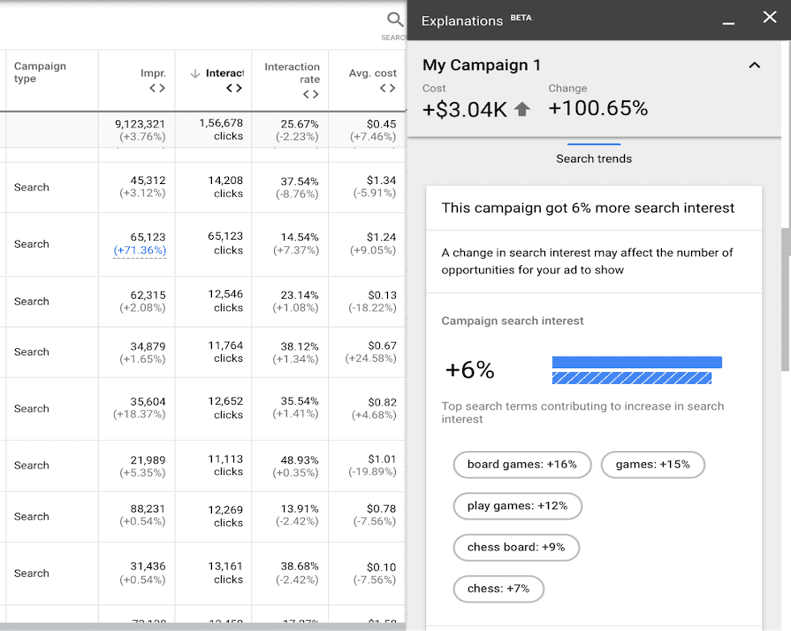 SEARCH
Campaign type
Impr.
Interact
Interaction rate
Avg. cost
9,123,321 1,56,678 25.67% $0.45
(+3.76%) clicks (-2.23%) (+7.46%)
Search 45,312 14,208 37.54% $1.34
(+3.12%) clicks (-8.76%) (-5.91%)
Search 65,123 65,123 14.54% $1.24
(+71.36%) clicks (+7.37%) (+9.05%)
Search 62,315 12,546 23.14% $0.13
(+2.08%) clicks (+1.08%) (-18.22%)
Search 34,879 11,764 38.12% $0.67
(+1.65%) clicks (+1.34%) (+24.58%)
Search 35,604 12,652 35.54% $0.82
(+18.37%) clicks (+1.41%) (+4.68%)
Search 21,989 11,113 48.93% $1.01
(+5.35%) clicks (+0.35%) (-19.89%)
Search 88,231 12,269 13.91% $0.78
(+0.54%) clicks (-2.42%) (-7.56%)
Search 31,436 13,161 38.68% $0.10
(+0.54%) clicks (-2.42%) (-7.56%)
Explanations BETA
My Campaign 1
Cost Change
+$3.04K +100.65%
Search trends
This campaign got 6% more search interest
A change in search interest may affect the number of
opportunities for your ad to show
Campaign search interest
+6%
Top search terms contributing to increase in search
interest
board games: +16% games: +15%
play games: +12%
chess board: +9%
chess: +7%